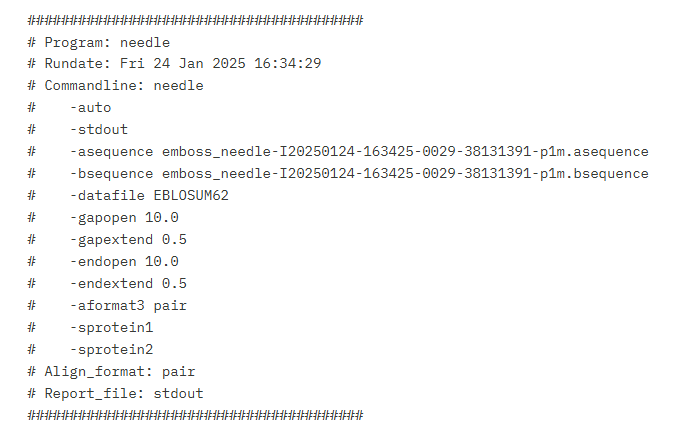 ########################################
# Program: needle
# Rundate: Fri 24 Jan 2025 16:34:29
# Commandline: needle
#    -auto
#    -stdout
#    -asequence emboss_needle-I20250124-163425-0029-38131391-p1m.asequence
#    -bsequence emboss_needle-I20250124-163425-0029-38131391-p1m.bsequence
#    -datafile EBLOSUM62
#    -gapopen 10.0
#    -gapextend 0.5
#    -endopen 10.0
#    -endextend 0.5
#    -aformat3 pair
#    -sprotein1
#    -sprotein2
# Align_format: pair
# Report_file: stdout
########################################